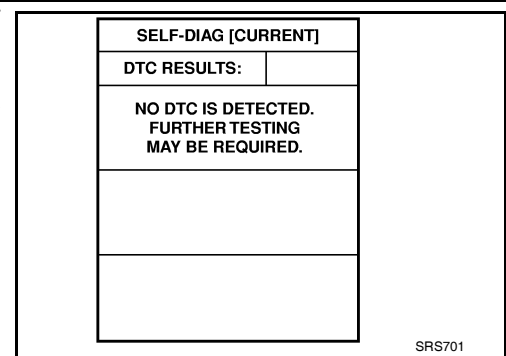 SELF-DIAG [CURRENT]
DTC RESULTS:
NO DTC IS DETECTED.
FURTHER TESTING
MAY BE REQUIRED.
SRS701